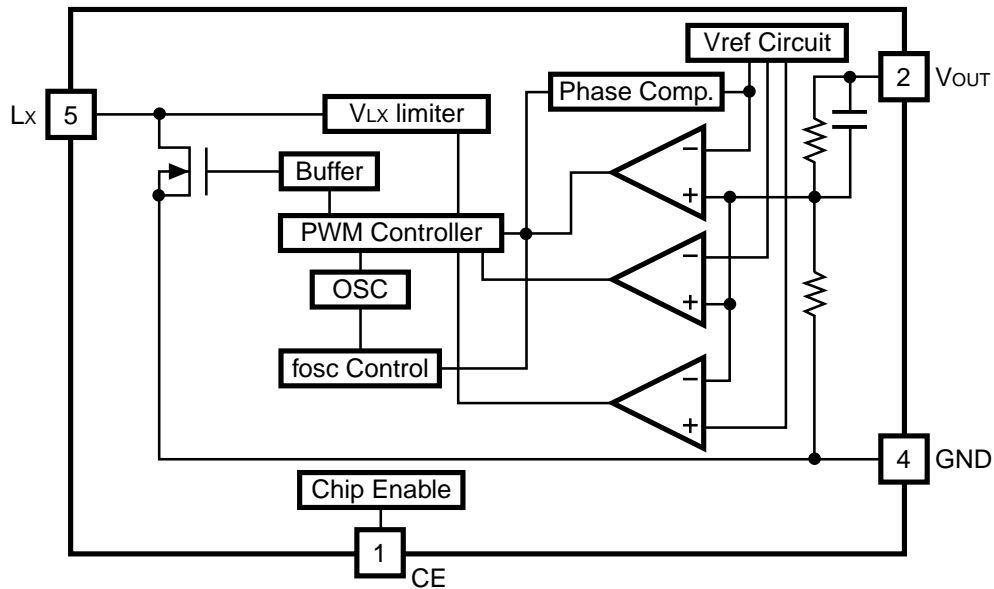 Vref Circuit
2 VOUT
Phase Comp.
LX 5
VLX limiter
−
Buffer
+
PWM Controller
−
OSC
+
fosc Control
−
+
4 GND
Chip Enable
1
CE